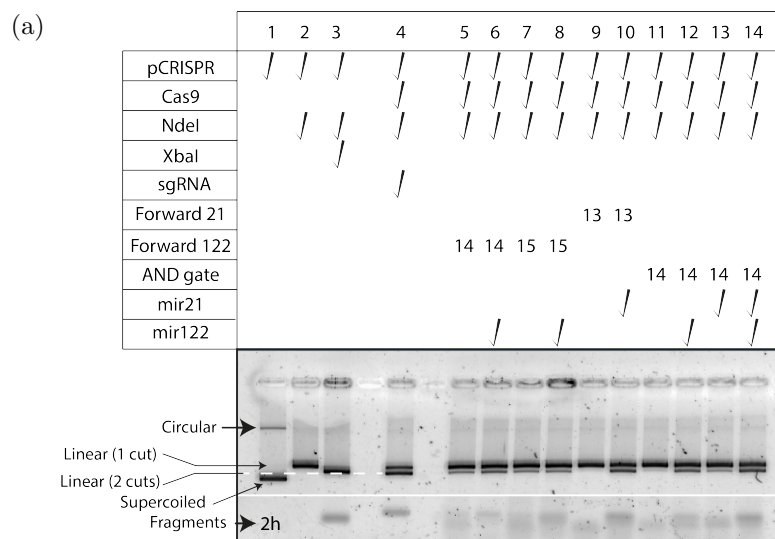 (a)
1 2 3 4 5 6 7 8 9 10 11 12 13 14
pCRISPR
Cas9
NdeI
XbaI
sgRNA
Forward 21 13 13
Forward 122 14 14 15 15
AND gate 14 14 14 14
mir21
mir122
Circular
Linear (1 cut)
Linear (2 cuts)
Supercoiled
Fragments 2h